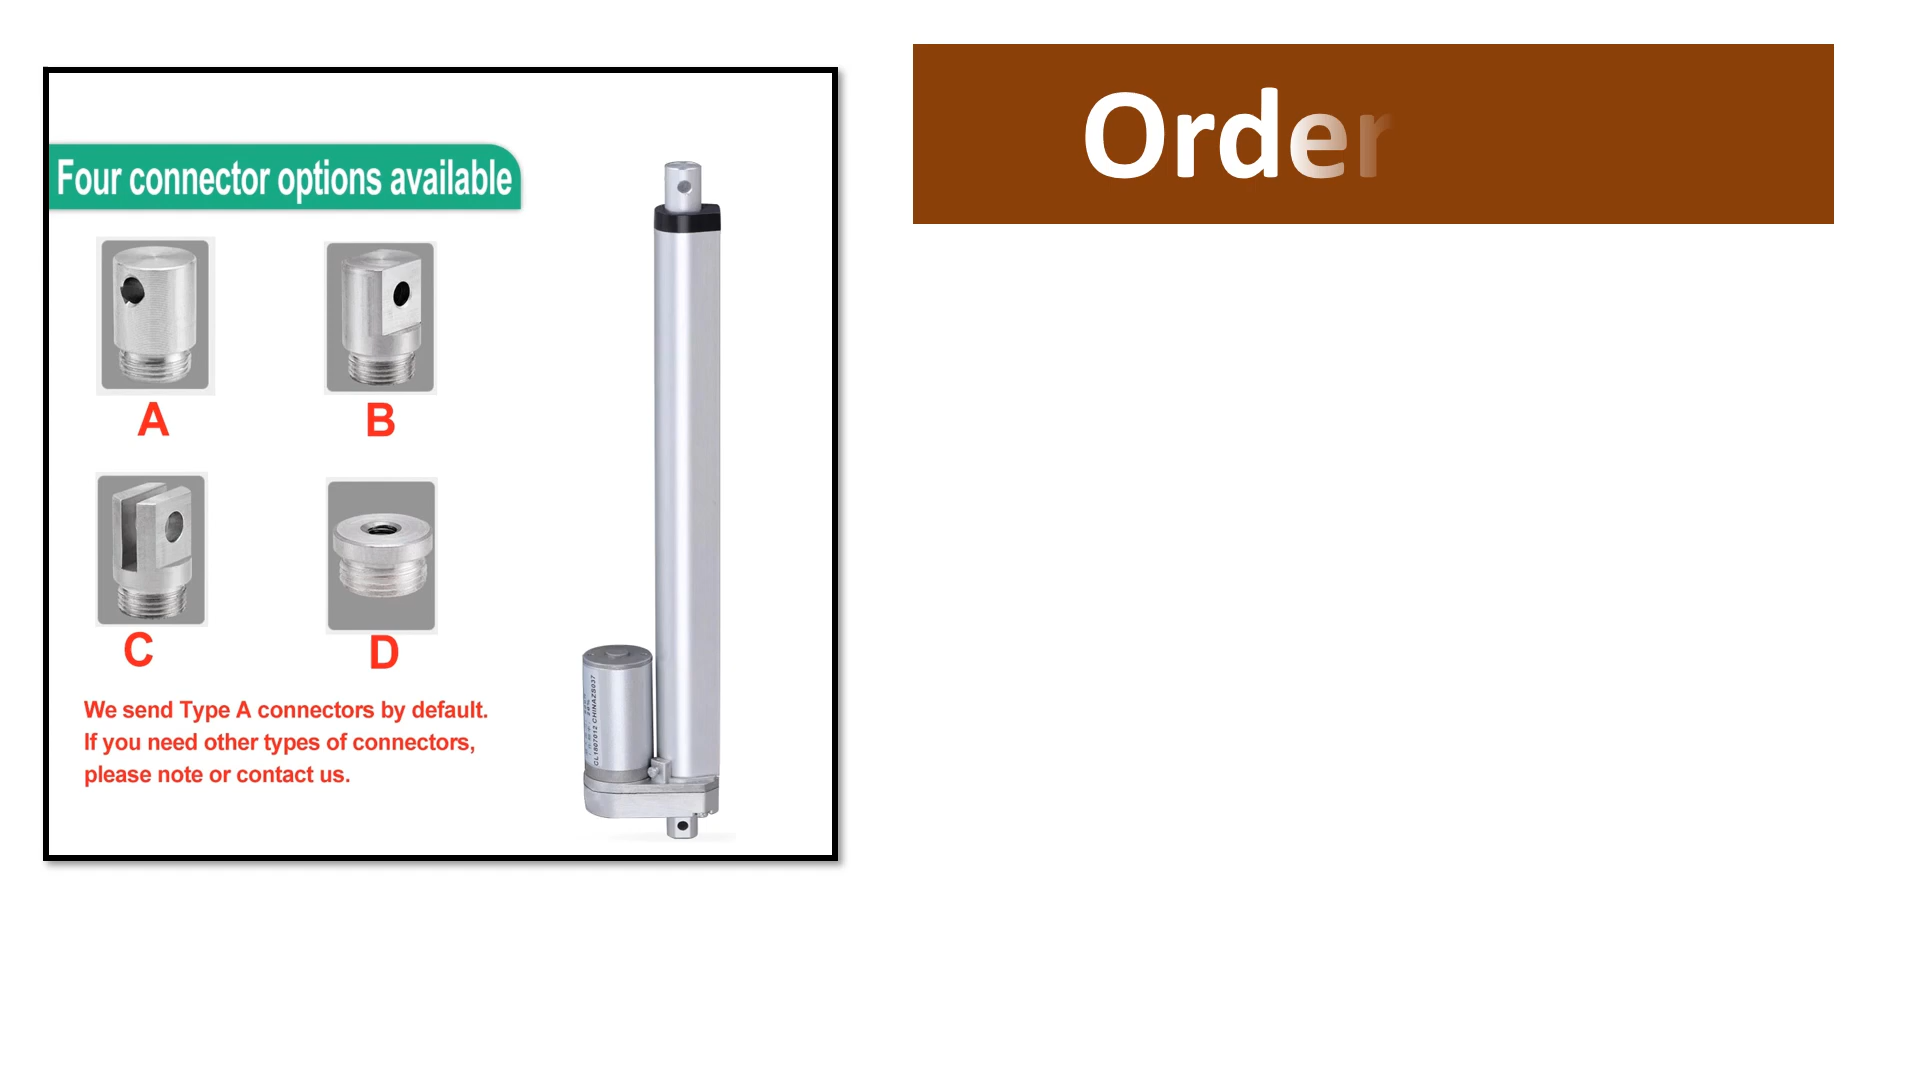 Four connector options available
A
B
C
D
We send Type A connectors by default.
If you need other types of connectors,
please note or contact us.
Order